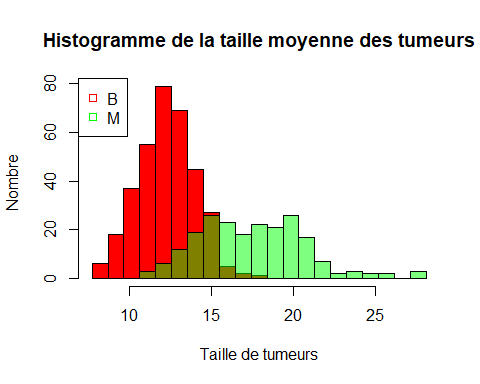 Histogramme de la taille moyenne des tumeurs
B
M
80
60
40
20
0
Nombre
10 15 20 25
Taille de tumeurs